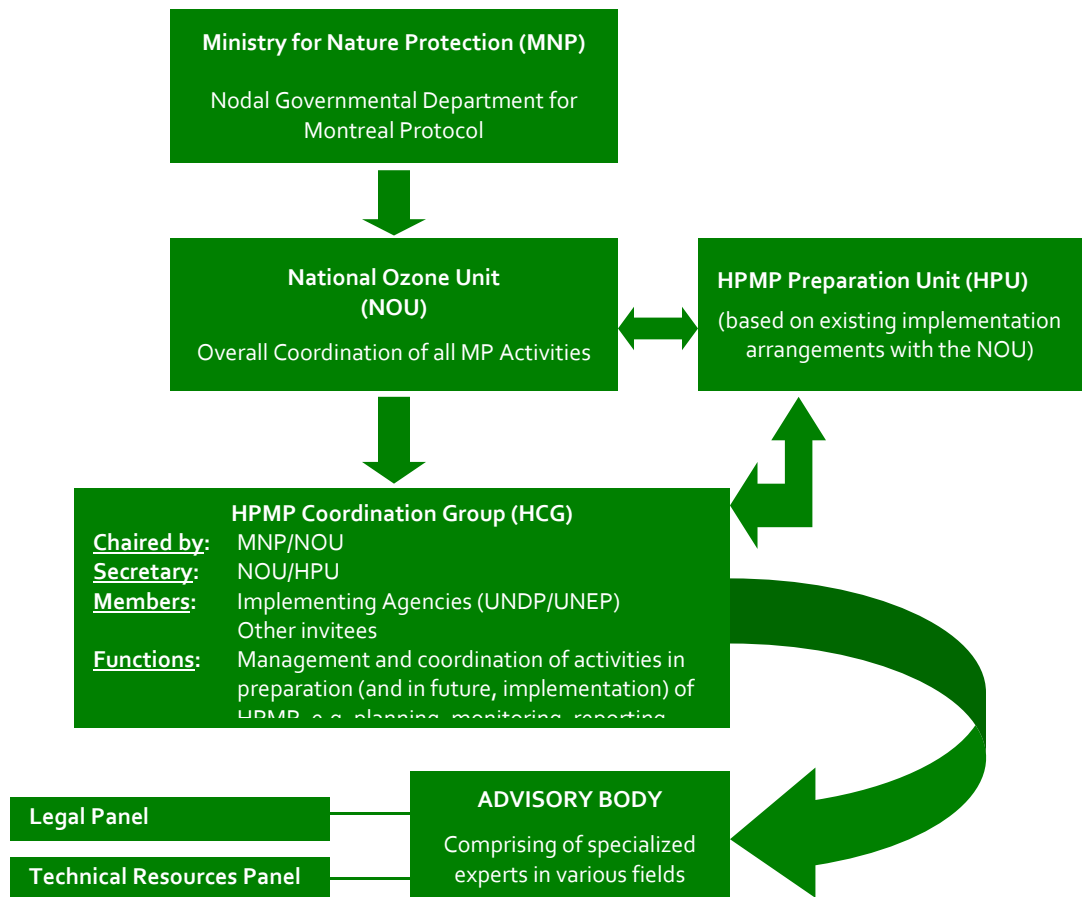 Ministry for Nature Protection (MNP)
Nodal Governmental Department for
Montreal Protocol
National Ozone Unit
(NOU)
Overall Coordination of all MP Activities
HPMP Preparation Unit (HPU)
(based on existing implementation
arrangements with the NOU)
HPMP Coordination Group (HCG)
Chaired by: MNP/NOU
Secretary: NOU/HPU
Members: Implementing Agencies (UNDP/UNEP)
Other invitees
Functions: Management and coordination of activities in
preparation (and in future, implementation) of
HPMP, e.g. planning, monitoring, reporting
ADVISORY BODY
Comprising of specialized
experts in various fields
Legal Panel
Technical Resources Panel